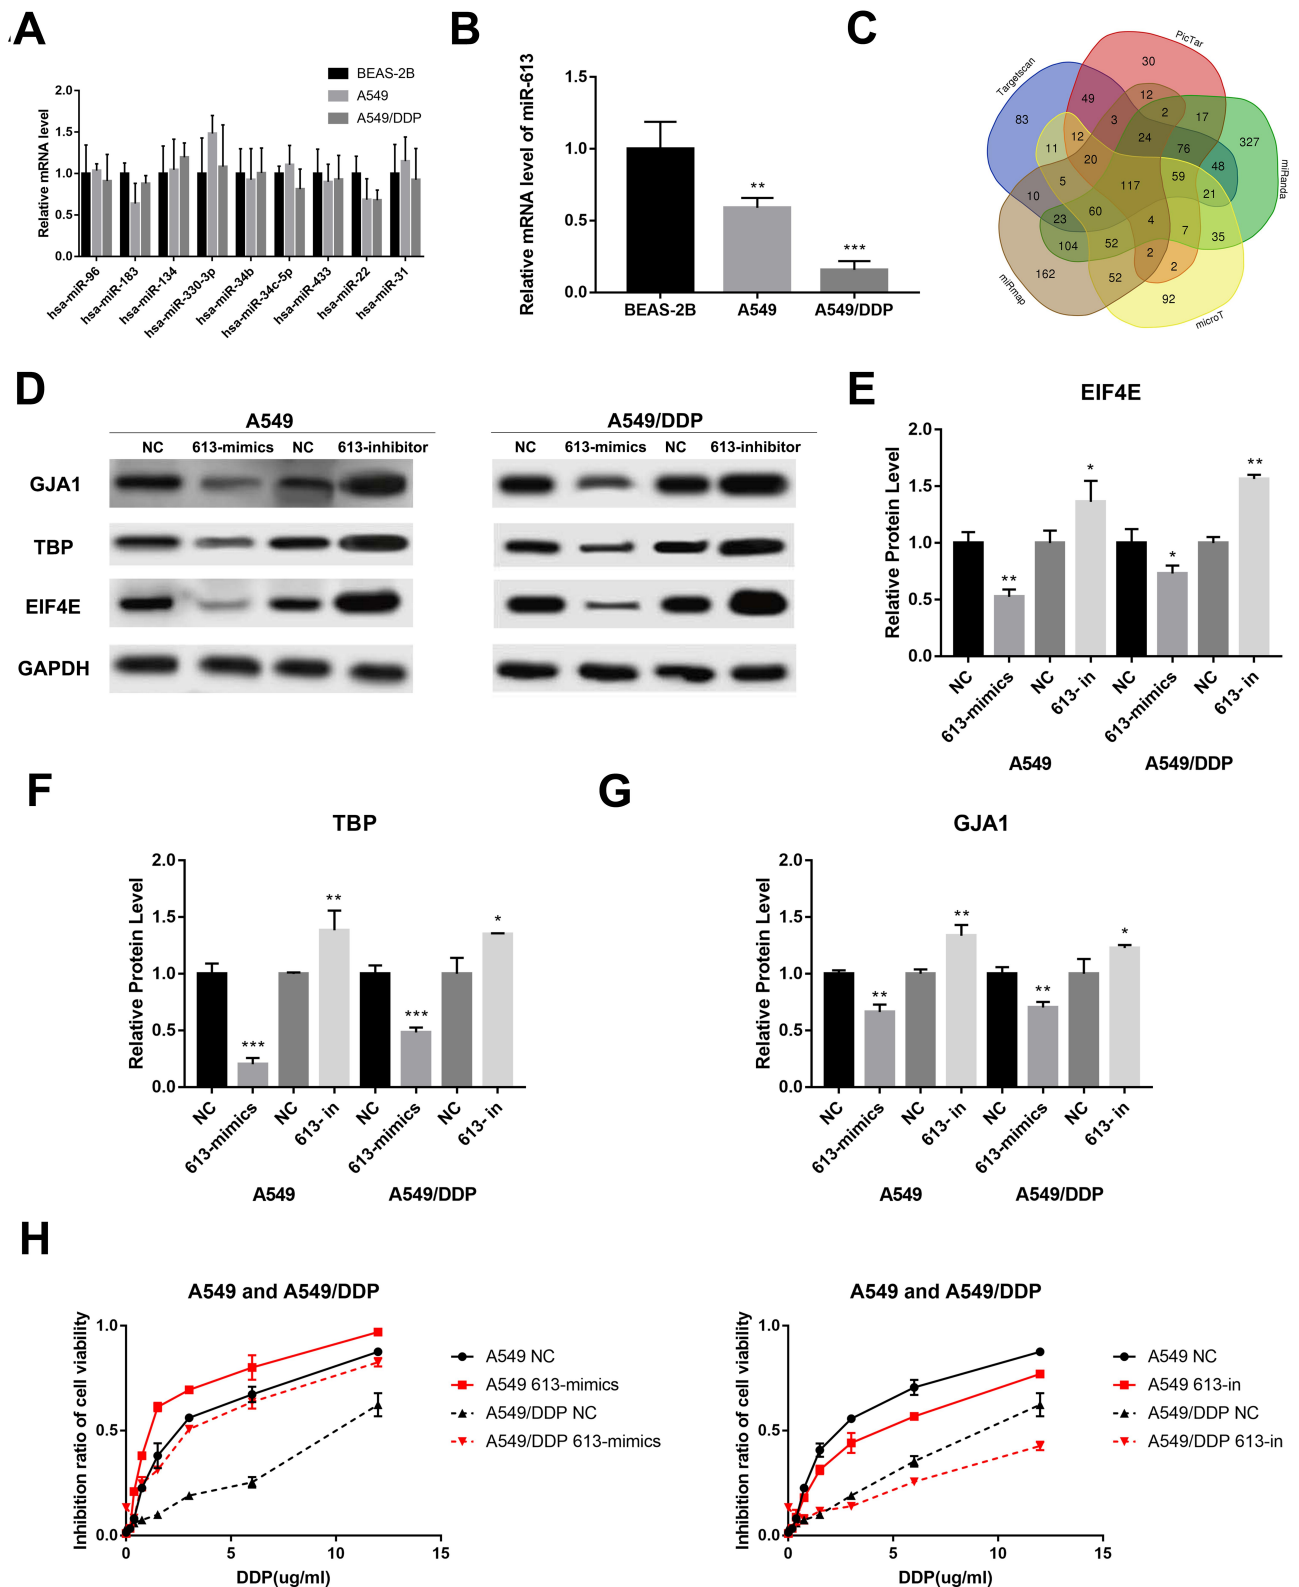 A
BEAS-2B
A549
A549/DDP
Relative mRNA level
2.0
1.5
1.0
0.5
0.0
hsa-miR-96
hsa-miR-183
hsa-miR-134
hsa-miR-330-3p
hsa-miR-34b
hsa-miR-34c-5p
hsa-miR-433
hsa-miR-22
hsa-miR-31
B
Relative mRNA level of miR-613
1.5
1.0
0.5
0.0
**
***
BEAS-2B
A549
A549/DDP
C
Targetscan
PicTar
miRanda
microT
miRmap
30
83
49
12
2
17
327
3
24
76
48
11
12
20
59
21
5
117
10
60
4
7
35
23
104
52
2
2
162
52
92
D
A549
NC 613-mimics NC 613-inhibitor
A549/DDP
NC 613-mimics NC 613-inhibitor
GJA1
TBP
EIF4E
GAPDH
E
EIF4E
Relative Protein Level
2.0
1.5
1.0
0.5
0.0
**
*
*
**
NC
613-mimics
NC
613- in
NC
613-mimics
NC
613- in
A549
A549/DDP
F
TBP
Relative Protein Level
2.0
1.5
1.0
0.5
0.0
***
**
***
*
NC
613-mimics
NC
613- in
NC
613-mimics
NC
613- in
A549
A549/DDP
G
GJA1
Relative Protein Level
2.0
1.5
1.0
0.5
0.0
**
**
**
*
NC
613-mimics
NC
613- in
NC
613-mimics
NC
613- in
A549
A549/DDP
H
A549 and A549/DDP
Inhibition ratio of cell viability
1.0
0.5
0.0
0
5
10
15
DDP(ug/ml)
A549 NC
A549 613-mimics
A549/DDP NC
A549/DDP 613-mimics
A549 and A549/DDP
Inhibition ratio of cell viability
1.0
0.5
0.0
0
5
10
15
DDP(ug/ml)
A549 NC
A549 613-in
A549/DDP NC
A549/DDP 613-in